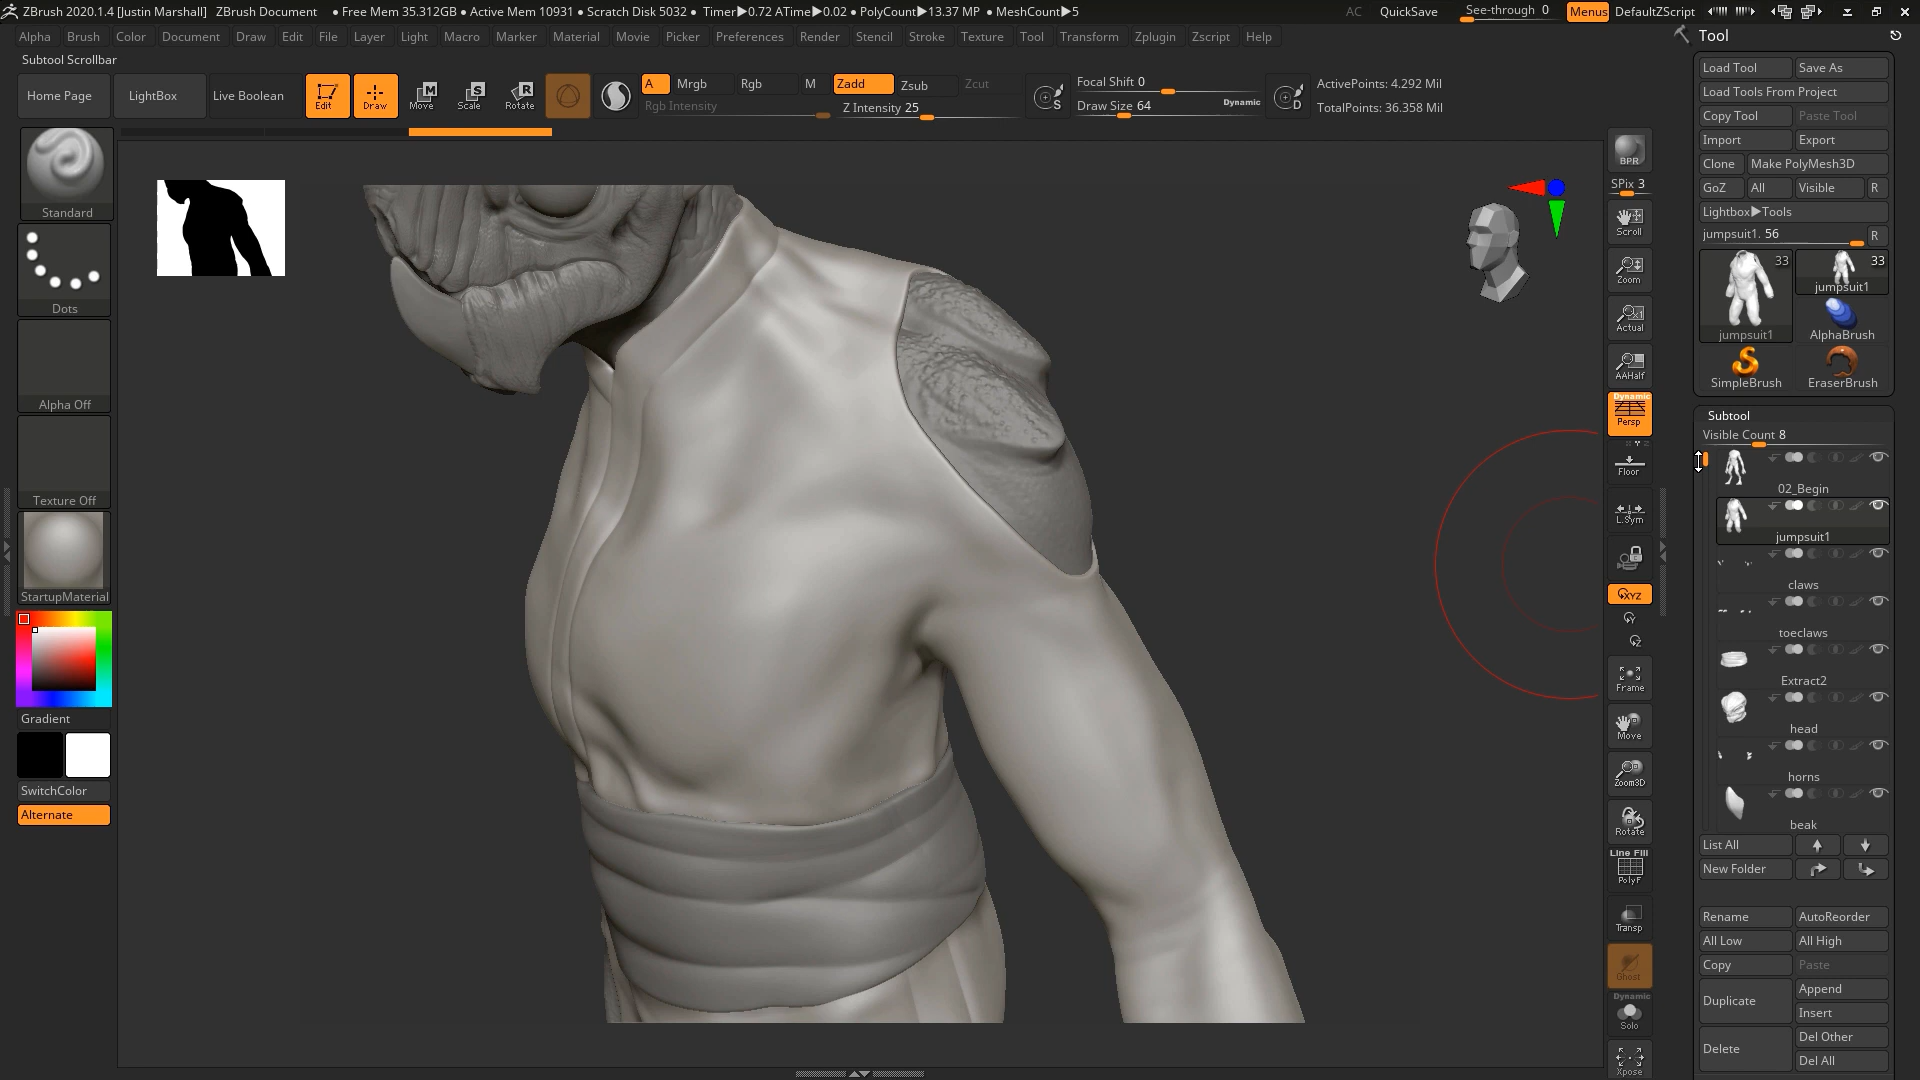 ZBrush 2020.1.4 [Justin Marshall] ZBrush Document ● Free Mem 35.312GB ● Active Mem 10931 ● Scratch Disk 5032 ● Timer▶0.72 ATime▶0.02 ● PolyCount▶13.37 MP ● MeshCount▶5 AC QuickSave See-through 0 Menus DefaultZScript
Alpha Brush Color Document Draw Edit File Layer Light Macro Marker Material Movie Picker Preferences Render Stencil Stroke Texture Tool Transform Zplugin Zscript Help
Subtool Scrollbar
Home Page LightBox Live Boolean Edit Draw Move Scale Rotate
A Mrgb Rgb M Zadd Zsub Zcut
Rgb Intensity Z Intensity 25
S Focal Shift 0
Draw Size 64 Dynamic
D ActivePoints: 4.292 Mil
TotalPoints: 36.358 Mil
Standard
Dots
Alpha Off
Texture Off
StartupMaterial
Gradient
SwitchColor
Alternate
BPR
SPix 3
Scroll
Zoom
Actual
AAHalf
Dynamic
Persp
Floor
L.Sym
XYZ
Y
Z
Frame
Move
Zoom3D
Rotate
Line Fill
PolyF
Transp
Ghost
Dynamic
Solo
Xpose
Tool
Load Tool Save As
Load Tools From Project
Copy Tool Paste Tool
Import Export
Clone Make PolyMesh3D
GoZ All Visible R
Lightbox▶Tools
jumpsuit1. 56 R
33 33
jumpsuit1
jumpsuit1 AlphaBrush
SimpleBrush EraserBrush
Subtool
Visible Count 8
02_Begin
jumpsuit1
claws
toeclaws
Extract2
head
horns
beak
List All
New Folder
Rename AutoReorder
All Low All High
Copy Paste
Duplicate Append
Insert
Delete Del Other
Del All